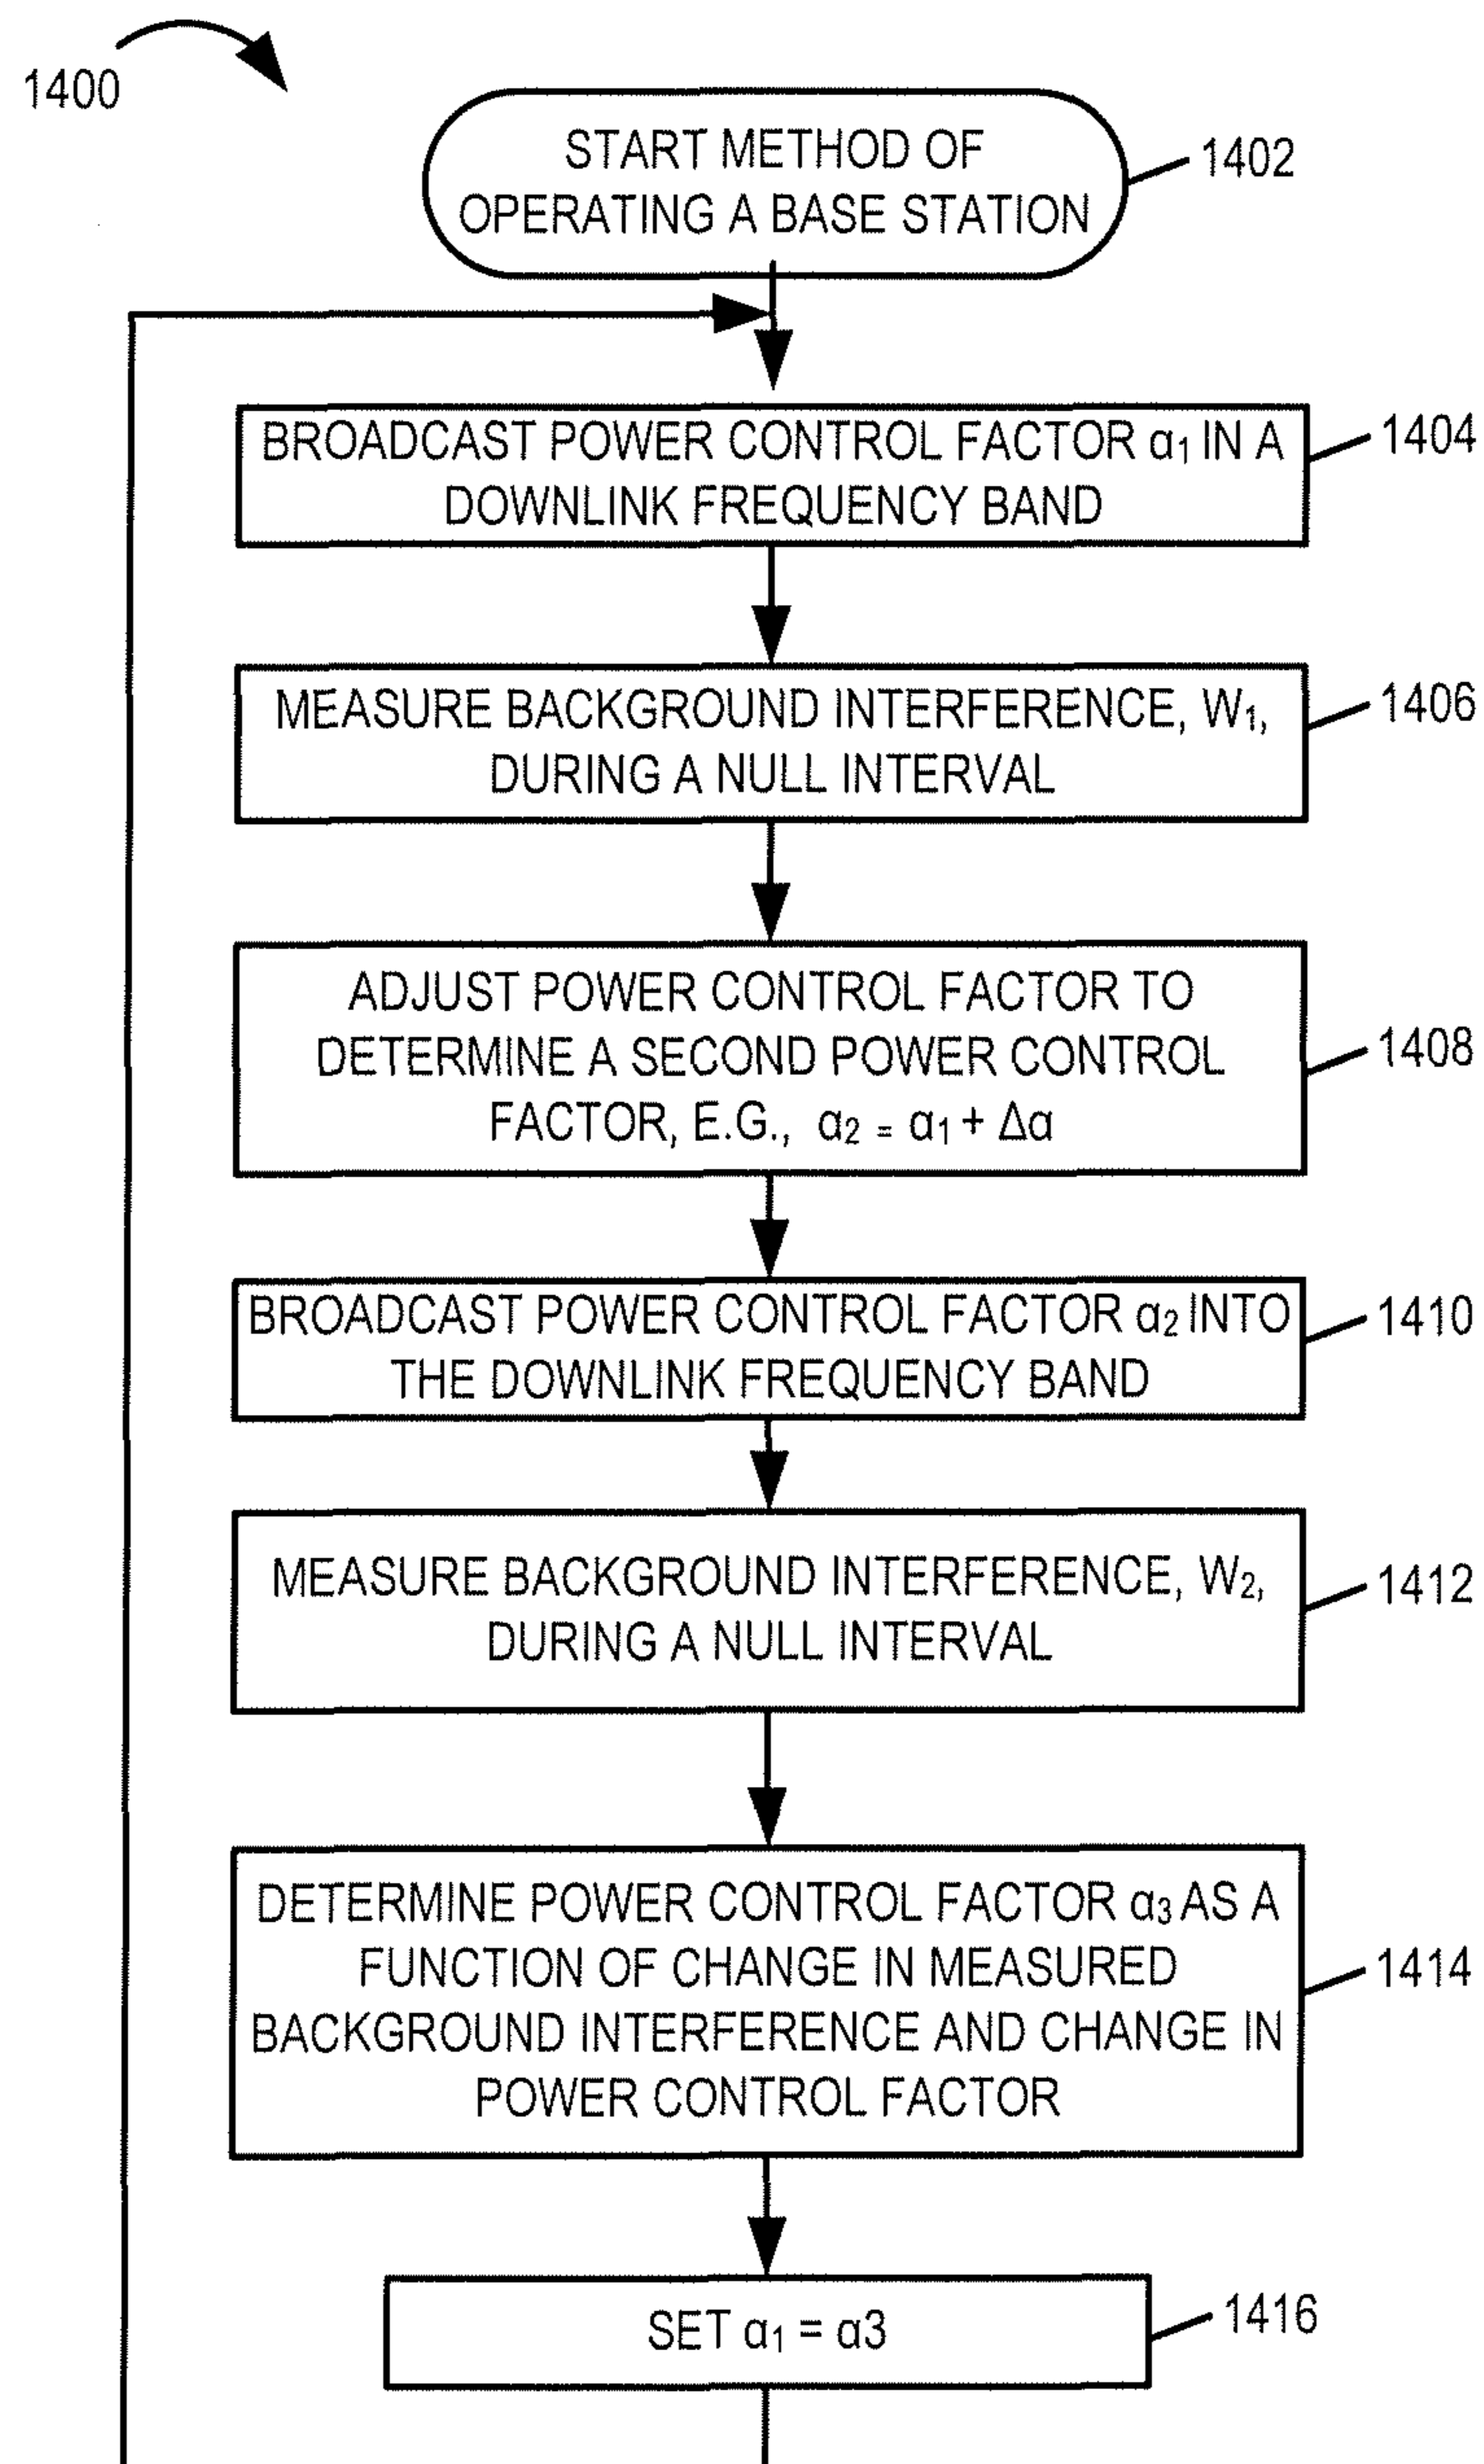 1400
START METHOD OF
OPERATING A BASE STATION
1402
BROADCAST POWER CONTROL FACTOR α₁ IN A
DOWNLINK FREQUENCY BAND
1404
MEASURE BACKGROUND INTERFERENCE, W₁,
DURING A NULL INTERVAL
1406
ADJUST POWER CONTROL FACTOR TO
DETERMINE A SECOND POWER CONTROL
FACTOR, E.G., α₂ = α₁ + Δα
1408
BROADCAST POWER CONTROL FACTOR α₂ INTO
THE DOWNLINK FREQUENCY BAND
1410
MEASURE BACKGROUND INTERFERENCE, W₂,
DURING A NULL INTERVAL
1412
DETERMINE POWER CONTROL FACTOR α₃ AS A
FUNCTION OF CHANGE IN MEASURED
BACKGROUND INTERFERENCE AND CHANGE IN
POWER CONTROL FACTOR
1414
SET α₁ = α3
1416